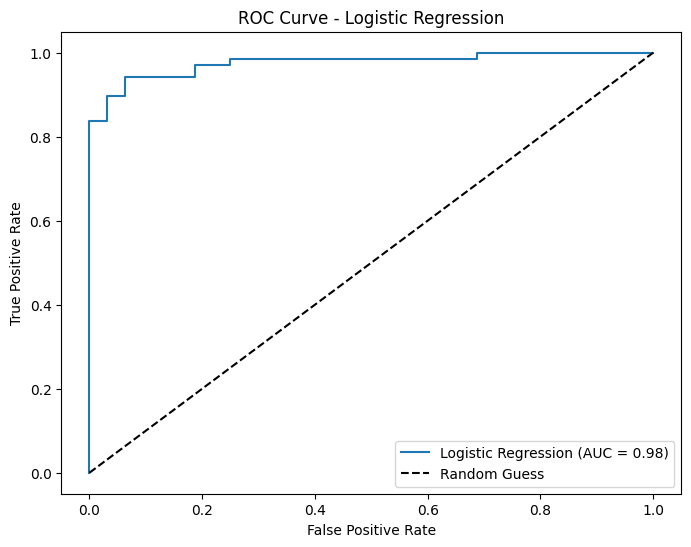 ROC Curve - Logistic Regression
True Positive Rate
1.0
0.8
0.6
0.4
0.2
0.0
Logistic Regression (AUC = 0.98)
Random Guess
0.0 0.2 0.4 0.6 0.8 1.0
False Positive Rate